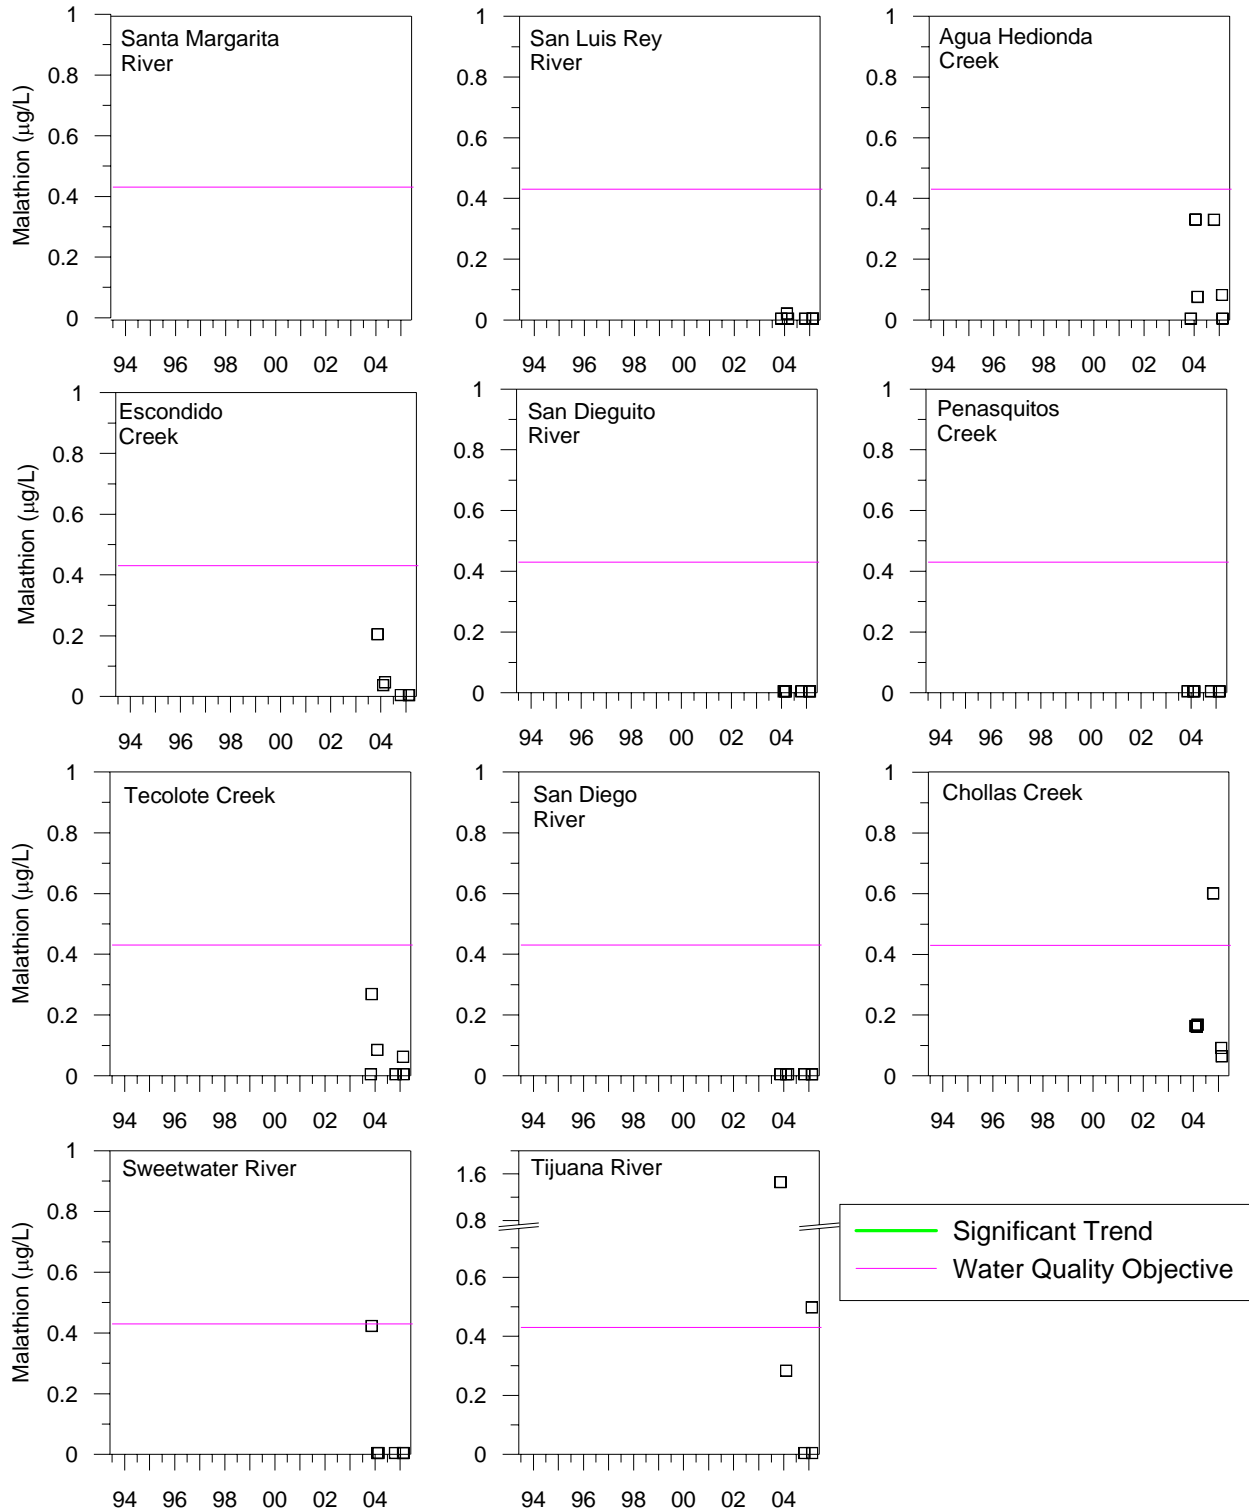 Santa Margarita
River
Malathion (µg/L)
1
0.8
0.6
0.4
0.2
0
94 96 98 00 02 04
San Luis Rey
River
1
0.8
0.6
0.4
0.2
0
94 96 98 00 02 04
Agua Hedionda
Creek
1
0.8
0.6
0.4
0.2
0
94 96 98 00 02 04
Escondido
Creek
Malathion (µg/L)
1
0.8
0.6
0.4
0.2
0
94 96 98 00 02 04
San Dieguito
River
1
0.8
0.6
0.4
0.2
0
94 96 98 00 02 04
Penasquitos
Creek
1
0.8
0.6
0.4
0.2
0
94 96 98 00 02 04
Tecolote Creek
Malathion (µg/L)
1
0.8
0.6
0.4
0.2
0
94 96 98 00 02 04
San Diego
River
1
0.8
0.6
0.4
0.2
0
94 96 98 00 02 04
Chollas Creek
1
0.8
0.6
0.4
0.2
0
94 96 98 00 02 04
Sweetwater River
Malathion (µg/L)
1
0.8
0.6
0.4
0.2
0
94 96 98 00 02 04
Tijuana River
1.6
0.8
0.6
0.4
0.2
0
94 96 98 00 02 04
Significant Trend
Water Quality Objective